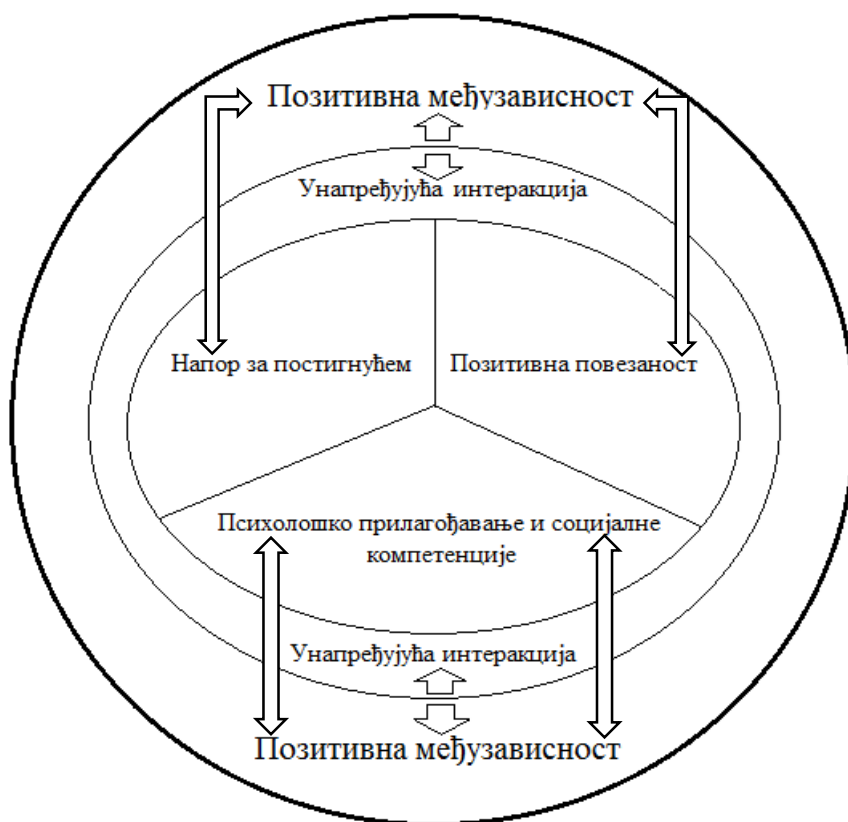 Позитивна међузависност
Унапређујућа интеракција
Напор за постигнућем
Позитивна повезаност
Психолошко прилагођавање и социјалне
компетенције
Унапређујућа интеракција
Позитивна међузависност